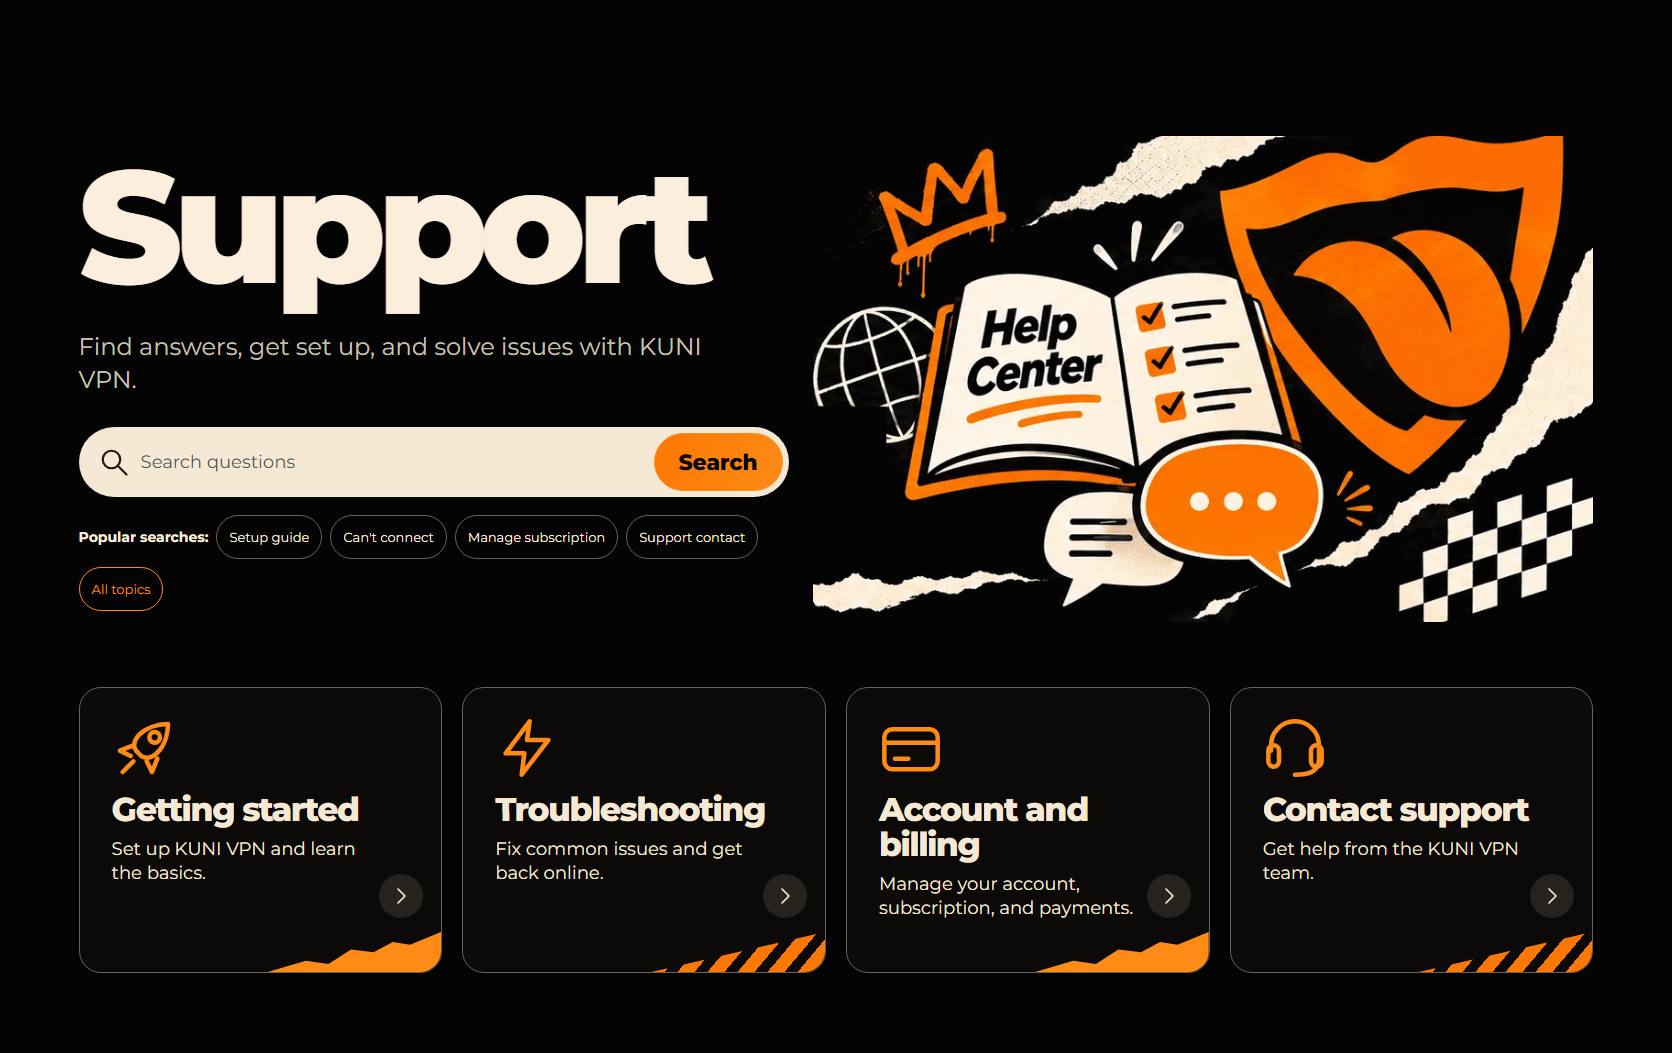 Support
Find answers, get set up, and solve issues with KUNI
VPN.
Search questions
Search
Popular searches:
Setup guide
Can't connect
Manage subscription
Support contact
All topics
Help
Center
Getting started
Set up KUNI VPN and learn
the basics.
Troubleshooting
Fix common issues and get
back online.
Account and
billing
Manage your account,
subscription, and payments.
Contact support
Get help from the KUNI VPN
team.